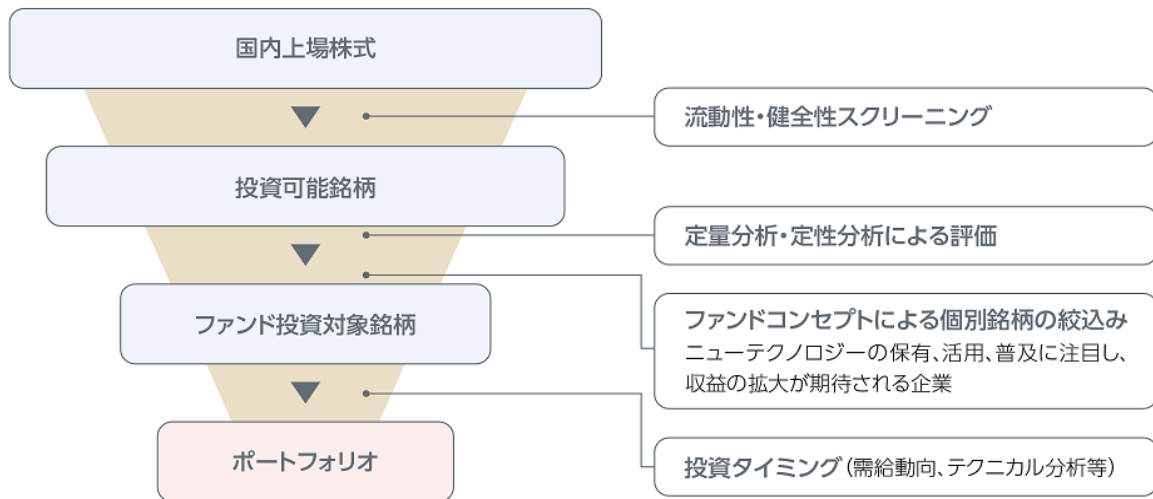 国内上場株式
流動性・健全性スクリーニング
投資可能銘柄
定量分析・定性分析による評価
ファンド投資対象銘柄
ファンドコンセプトによる個別銘柄の絞込み
ニューテクノロジーの保有、活用、普及に注目し、
収益の拡大が期待される企業
ポートフォリオ
投資タイミング(需給動向、テクニカル分析等)